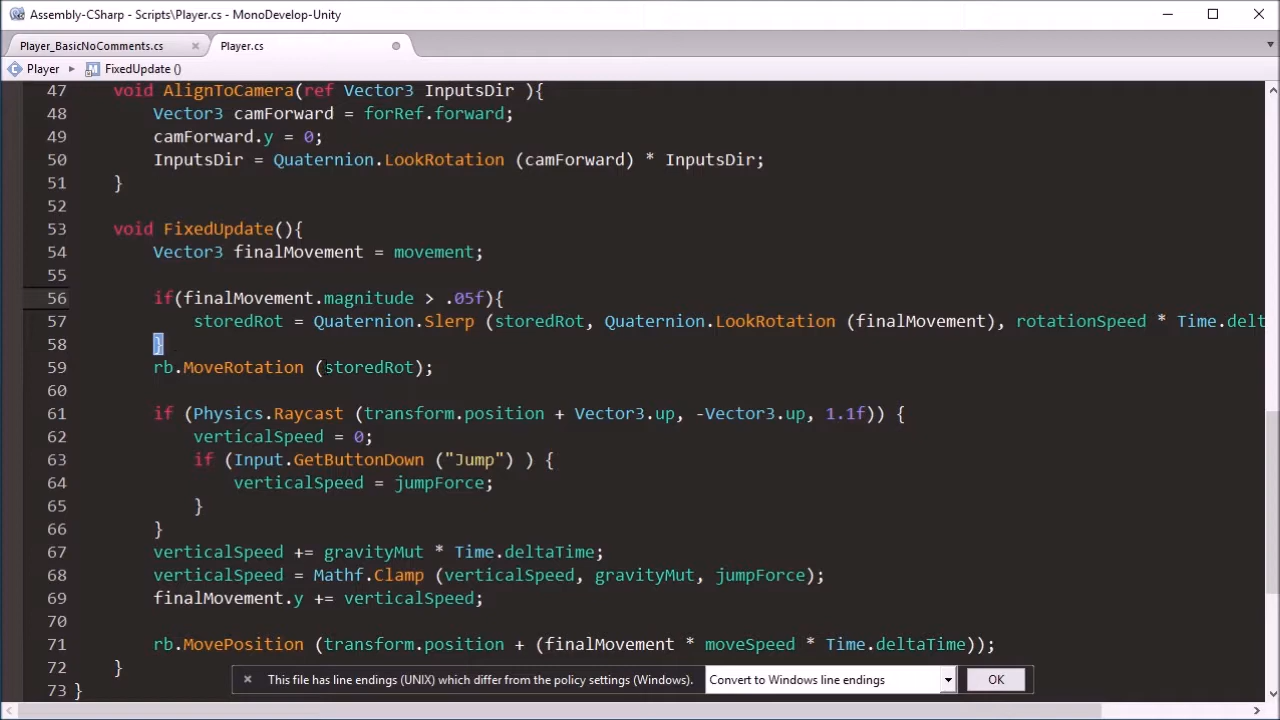 Assembly-CSharp - Scripts\Player.cs - MonoDevelop-Unity
Player_BasicNoComments.cs × Player.cs
Player ▸ FixedUpdate ()
47 void AlignToCamera(ref Vector3 InputsDir ){
48 Vector3 camForward = forRef.forward;
49 camForward.y = 0;
50 InputsDir = Quaternion.LookRotation (camForward) * InputsDir;
51 }
52
53 void FixedUpdate(){
54 Vector3 finalMovement = movement;
55
56 if(finalMovement.magnitude > .05f){
57 storedRot = Quaternion.Slerp (storedRot, Quaternion.LookRotation (finalMovement), rotationSpeed * Time.delt
58 }
59 rb.MoveRotation (storedRot);
60
61 if (Physics.Raycast (transform.position + Vector3.up, -Vector3.up, 1.1f)) {
62 verticalSpeed = 0;
63 if (Input.GetButtonDown ("Jump") ) {
64 verticalSpeed = jumpForce;
65 }
66 }
67 verticalSpeed += gravityMut * Time.deltaTime;
68 verticalSpeed = Mathf.Clamp (verticalSpeed, gravityMut, jumpForce);
69 finalMovement.y += verticalSpeed;
70
71 rb.MovePosition (transform.position + (finalMovement * moveSpeed * Time.deltaTime));
72 }
× This file has line endings (UNIX) which differ from the policy settings (Windows). Convert to Windows line endings OK
73 }